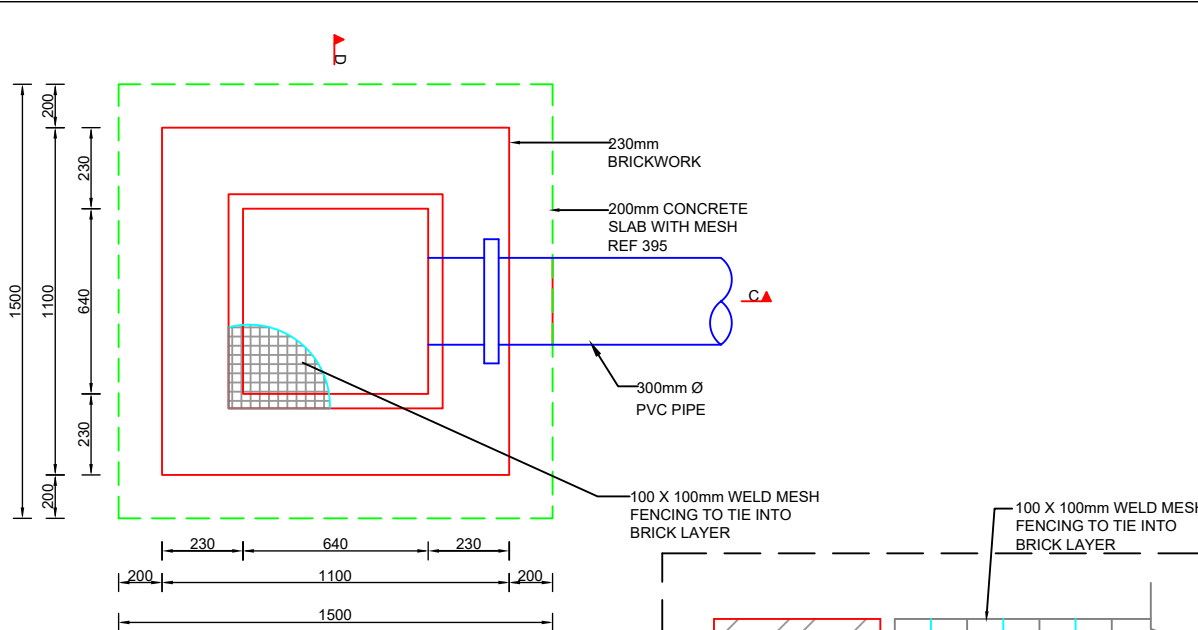 D
200
230
230mm
BRICKWORK
200mm CONCRETE
SLAB WITH MESH
REF 395
1500
1100
640
C
300mm Ø
PVC PIPE
230
200
100 X 100mm WELD MESH
FENCING TO TIE INTO
BRICK LAYER
100 X 100mm WELD MESH
FENCING TO TIE INTO
BRICK LAYER
230
640
230
200
1100
200
1500